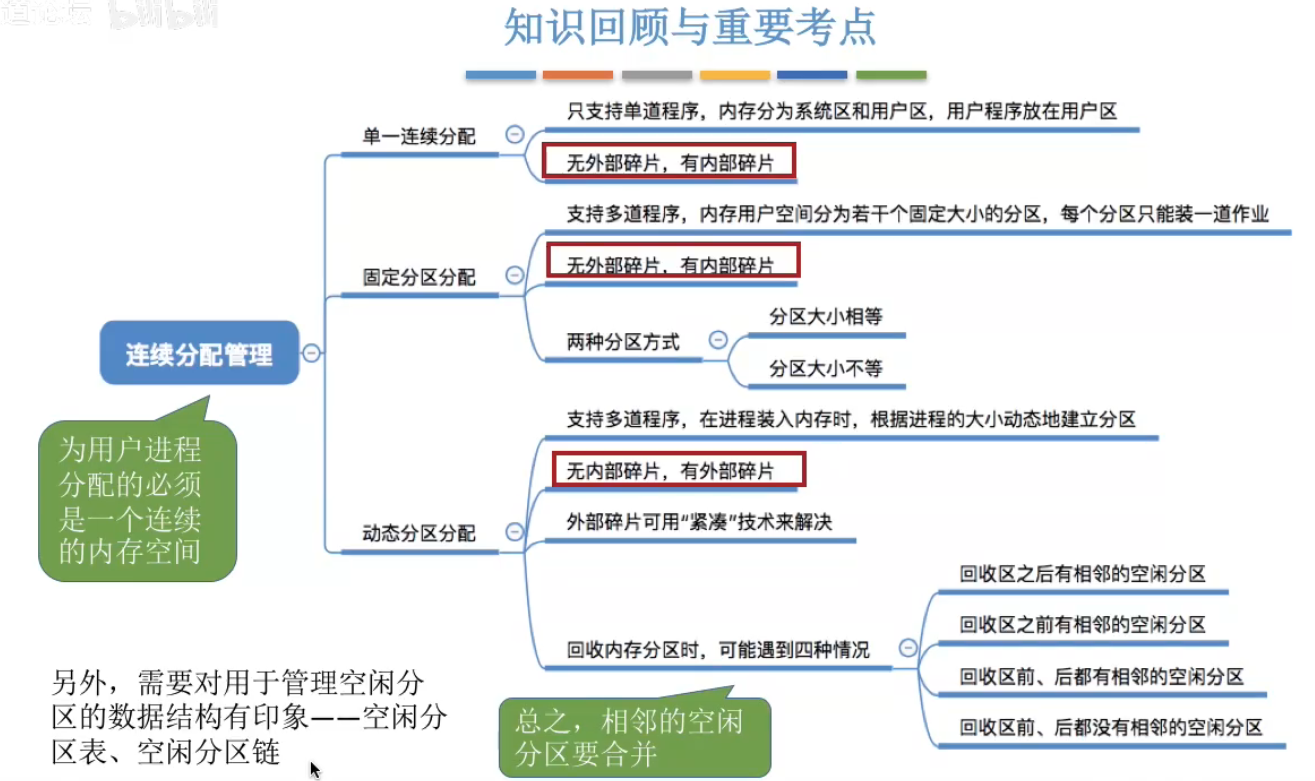 知识回顾与重要考点
单一连续分配
只支持单道程序，内存分为系统区和用户区，用户程序放在用户区
无外部碎片，有内部碎片
固定分区分配
支持多道程序，内存用户空间分为若干个固定大小的分区，每个分区只能装一道作业
无外部碎片，有内部碎片
两种分区方式
分区大小相等
分区大小不等
连续分配管理
为用户进程
分配的必须
是一个连续
的内存空间
动态分区分配
支持多道程序，在进程装入内存时，根据进程的大小动态地建立分区
无内部碎片，有外部碎片
外部碎片可用“紧凑”技术来解决
回收内存分区时，可能遇到四种情况
回收区之后有相邻的空闲分区
回收区之前有相邻的空闲分区
回收区前、后都有相邻的空闲分区
回收区前、后都没有相邻的空闲分区
总之，相邻的空闲
分区要合并
另外，需要对用于管理空闲分
区的数据结构有印象——空闲分
区表、空闲分区链